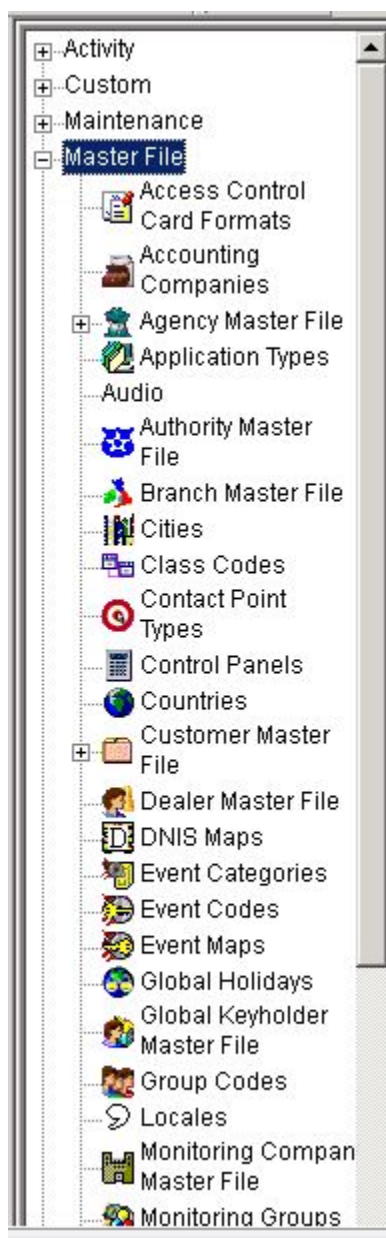 Activity
Custom
Maintenance
Master File
Access Control
Card Formats
Accounting
Companies
Agency Master File
Application Types
Audio
Authority Master
File
Branch Master File
Cities
Class Codes
Contact Point
Types
Control Panels
Countries
Customer Master
File
Dealer Master File
DNIS Maps
Event Categories
Event Codes
Event Maps
Global Holidays
Global Keyholder
Master File
Group Codes
Locales
Monitoring Compan
Master File
Monitoring Groups